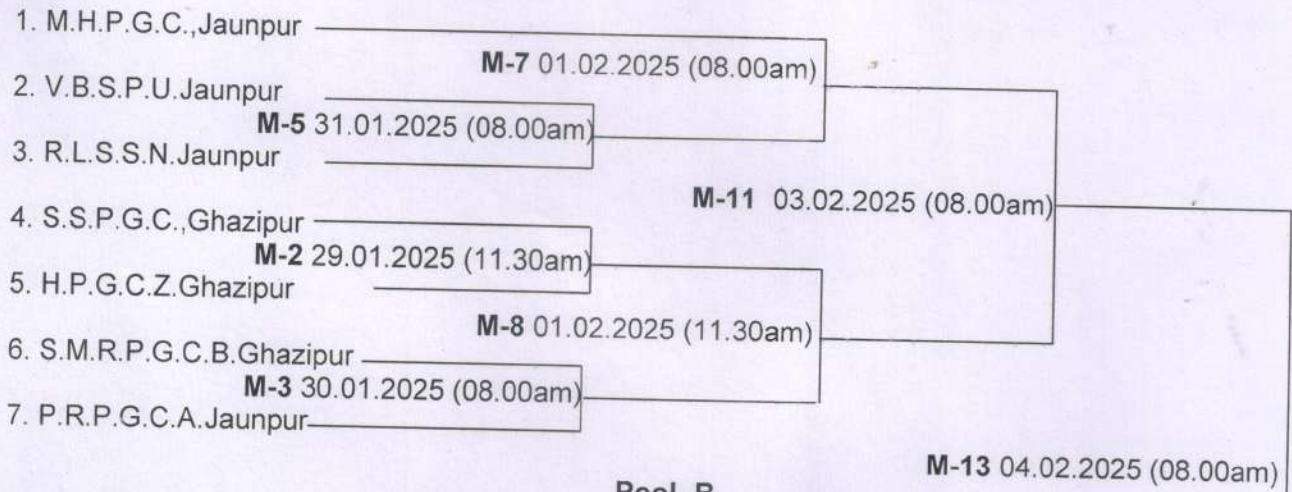 1. M.H.P.G.C.,Jaunpur
M-7 01.02.2025 (08.00am)
2. V.B.S.P.U.Jaunpur
M-5 31.01.2025 (08.00am)
3. R.L.S.S.N.Jaunpur
M-11 03.02.2025 (08.00am)
4. S.S.P.G.C.,Ghazipur
M-2 29.01.2025 (11.30am)
5. H.P.G.C.Z.Ghazipur
M-8 01.02.2025 (11.30am)
6. S.M.R.P.G.C.B.Ghazipur
M-3 30.01.2025 (08.00am)
7. P.R.P.G.C.A.Jaunpur
M-13 04.02.2025 (08.00am)
Pool- B